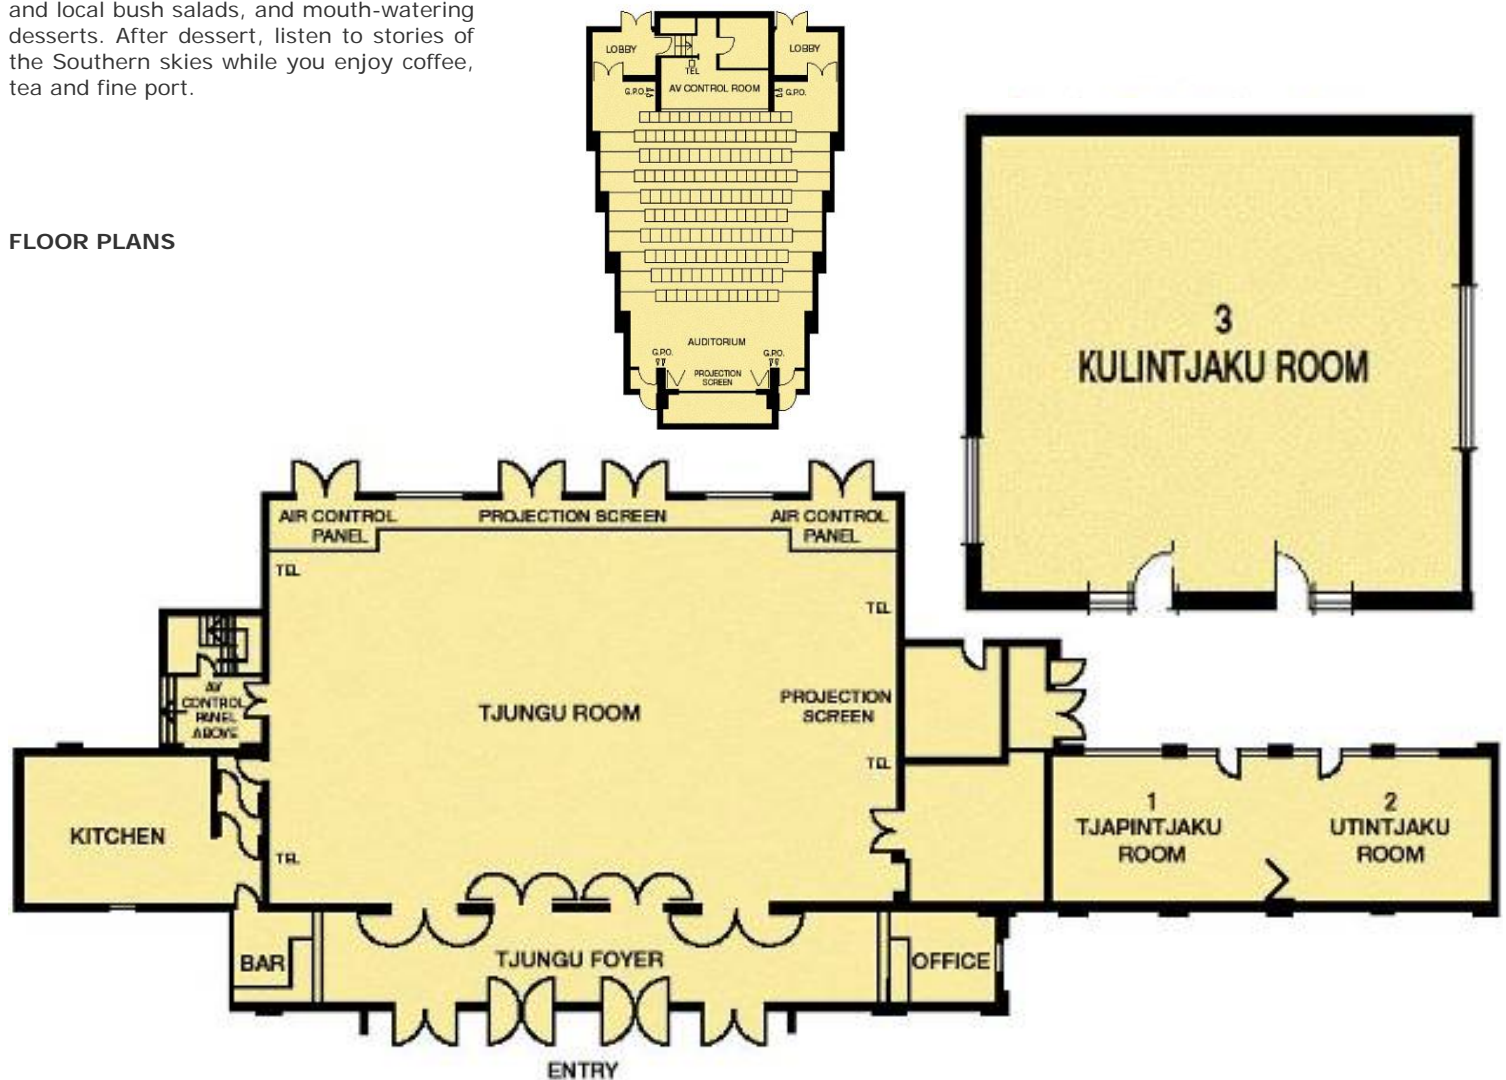 and local bush salads, and mouth-watering
desserts. After dessert, listen to stories of
the Southern skies while you enjoy coffee,
tea and fine port.
FLOOR PLANS
LOBBY
LOBBY
TEL
G.P.O.
AV CONTROL ROOM
G.P.O.
AUDITORIUM
G.P.O.
G.P.O.
PROJECTION
SCREEN
3
KULINTJAKU ROOM
AIR CONTROL
PANEL
PROJECTION SCREEN
AIR CONTROL
PANEL
TEL
TEL
AV
CONTROL
PANEL
ABOVE
TJUNGU ROOM
PROJECTION
SCREEN
TEL
KITCHEN
TEL
1
TJAPINTJAKU
ROOM
2
UTINTJAKU
ROOM
BAR
TJUNGU FOYER
OFFICE
ENTRY